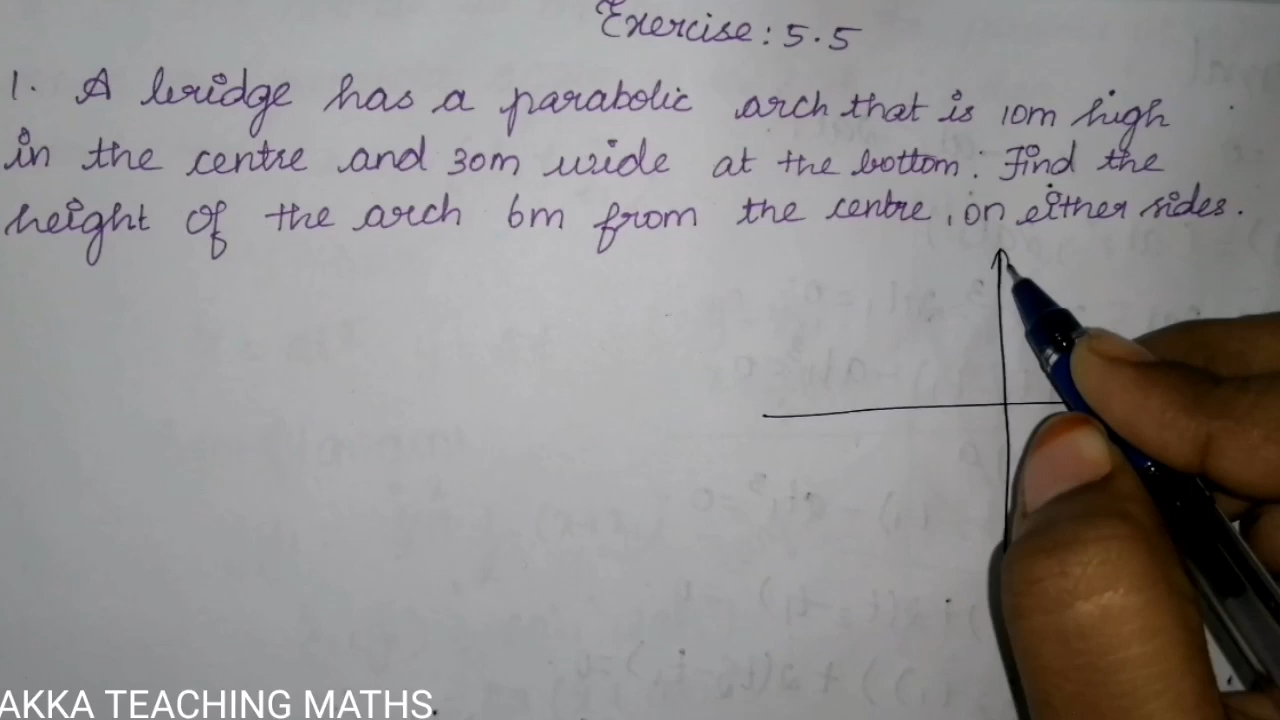 Exercise: 5.5
1. A bridge has a parabolic arch that is 10m high
in the centre and 30m wide at the bottom. Find the
height of the arch 6m from the centre, on either sides.
AKKA TEACHING MATHS